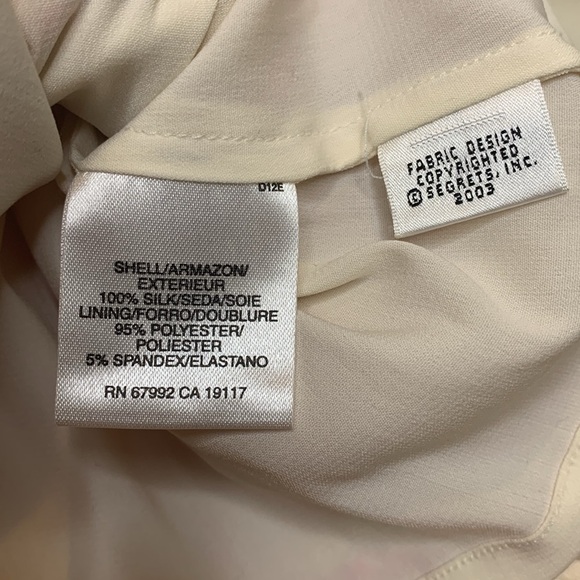 D12E
SHELL/ARMAZON/
EXTERIEUR
100% SILK/SEDA/SOIE
LINING/FORRO/DOUBLURE
95% POLYESTER/
POLIESTER
5% SPANDEX/ELASTANO
RN 67992 CA 19117
FABRIC DESIGN
COPYRIGHTED
© SEGRETS, INC.
2003